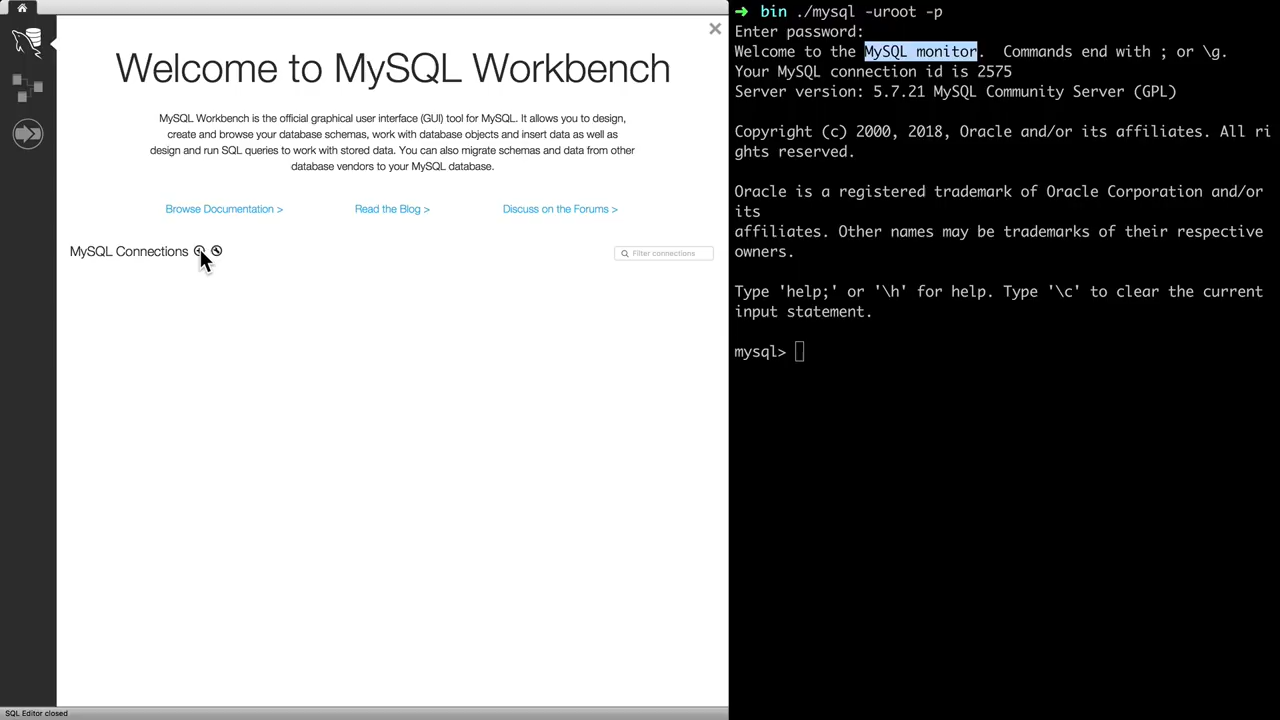 Welcome to MySQL Workbench
MySQL Workbench is the official graphical user interface (GUI) tool for MySQL. It allows you to design,
create and browse your database schemas, work with database objects and insert data as well as
design and run SQL queries to work with stored data. You can also migrate schemas and data from other
database vendors to your MySQL database.
Browse Documentation >
Read the Blog >
Discuss on the Forums >
MySQL Connections
Filter connections
SQL Editor closed
➜ bin ./mysql -uroot -p
Enter password:
Welcome to the MySQL monitor.  Commands end with ; or \g.
Your MySQL connection id is 2575
Server version: 5.7.21 MySQL Community Server (GPL)
Copyright (c) 2000, 2018, Oracle and/or its affiliates. All ri
ghts reserved.
Oracle is a registered trademark of Oracle Corporation and/or
its
affiliates. Other names may be trademarks of their respective
owners.
Type 'help;' or '\h' for help. Type '\c' to clear the current
input statement.
mysql>